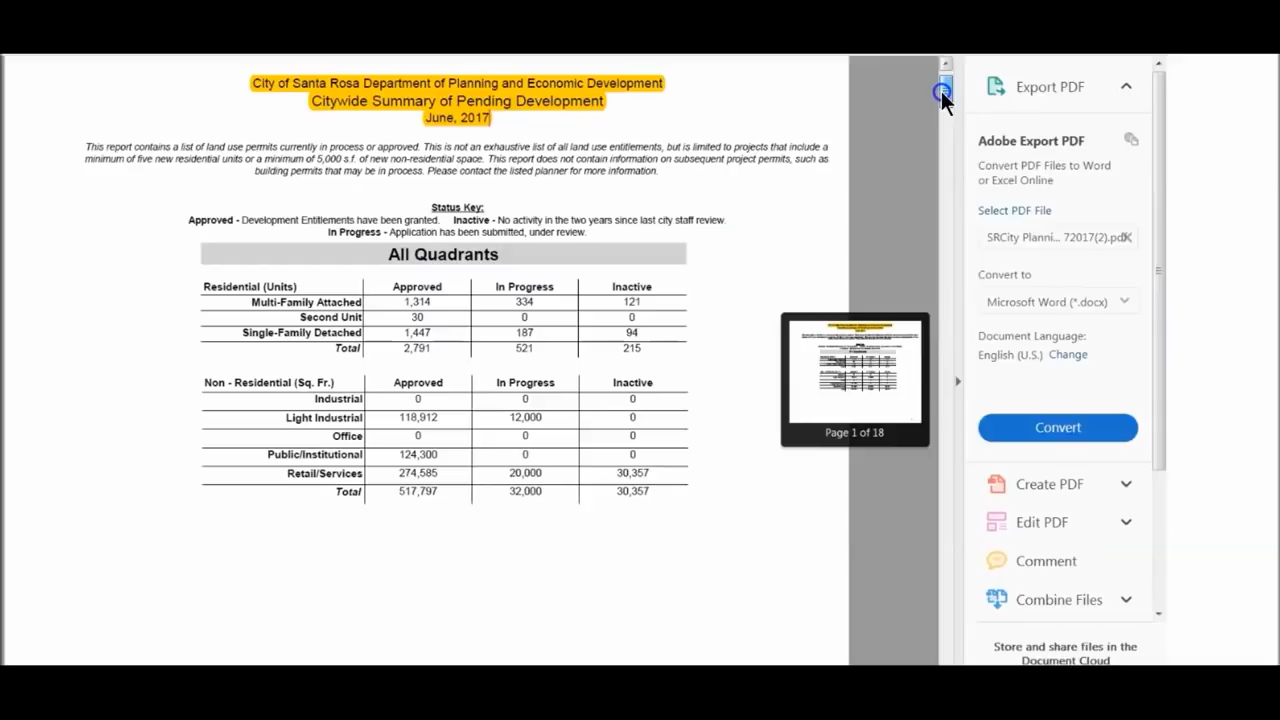 City of Santa Rosa Department of Planning and Economic Development
Citywide Summary of Pending Development
June, 2017
This report contains a list of land use permits currently in process or approved. This is not an exhaustive list of all land use entitlements, but is limited to projects that include a
minimum of five new residential units or a minimum of 5,000 s.f. of new non-residential space. This report does not contain information on subsequent project permits, such as
building permits that may be in process. Please contact the listed planner for more information.
Status Key:
Approved - Development Entitlements have been granted. Inactive - No activity in the two years since last city staff review.
In Progress - Application has been submitted, under review.
All Quadrants
Residential (Units) Approved In Progress Inactive
Multi-Family Attached 1,314 334 121
Second Unit 30 0 0
Single-Family Detached 1,447 187 94
Total 2,791 521 215
Non - Residential (Sq. Fr.) Approved In Progress Inactive
Industrial 0 0 0
Light Industrial 118,912 12,000 0
Office 0 0 0
Public/Institutional 124,300 0 0
Retail/Services 274,585 20,000 30,357
Total 517,797 32,000 30,357
Page 1 of 18
Export PDF
Adobe Export PDF
Convert PDF Files to Word
or Excel Online
Select PDF File
SRCity Planni... 72017(2).pdf
Convert to
Microsoft Word (*.docx)
Document Language:
English (U.S.) Change
Convert
Create PDF
Edit PDF
Comment
Combine Files
Store and share files in the
Document Cloud